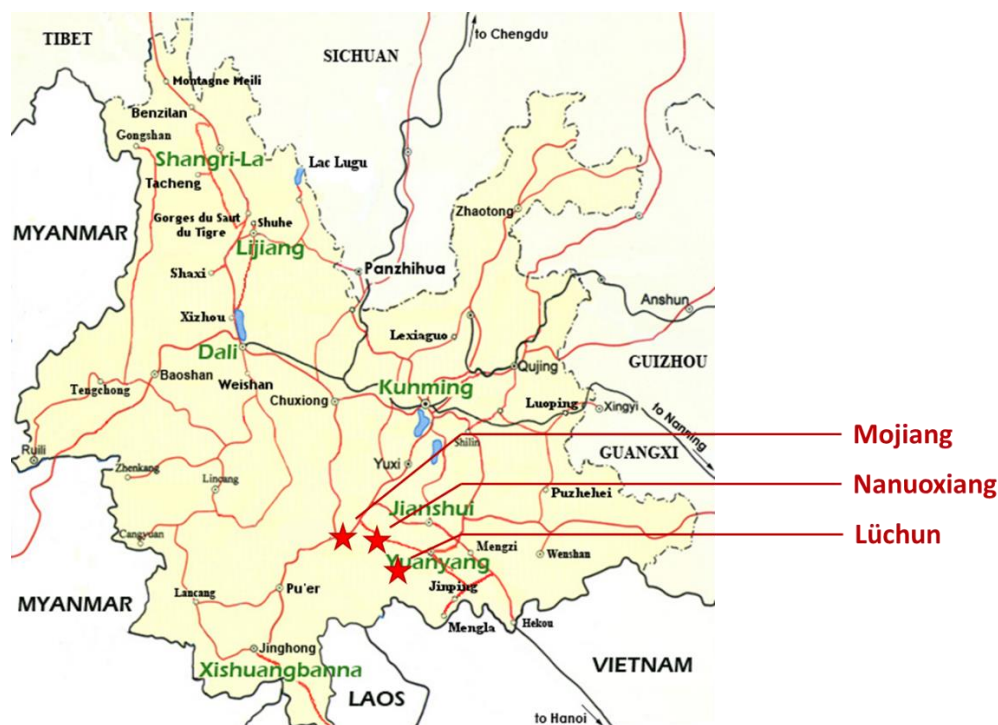 TIBET
to Chengdu
SICHUAN
Montagne Meili
Benzilan
Gongshan
Shangri-La
Lac Lugu
Tacheng
Zhaotong
Gorges du Saut
du Tigre
Shuhe
MYANMAR
Lijiang
Panzhihua
Shaxi
Anshun
Xizhou
Lexiaguo
Dali
GUIZHOU
Baoshan
Qujing
Tengchong
Weishan
Kunming
Chuxiong
Luoping
Xingyi
to Nanning
Mojiang
Shilin
Ruili
GUANGXI
Yuxi
Zhenkang
Lincang
Nanuoxiang
Puzhehei
Jianshui
Cangyuan
Lüchun
Mengzi
Wenshan
Yuanyang
Jinping
Pu'er
Lancang
MYANMAR
Mengla
Hekou
Jinghong
VIETNAM
Xishuangbanna
LAOS
to Hanoi